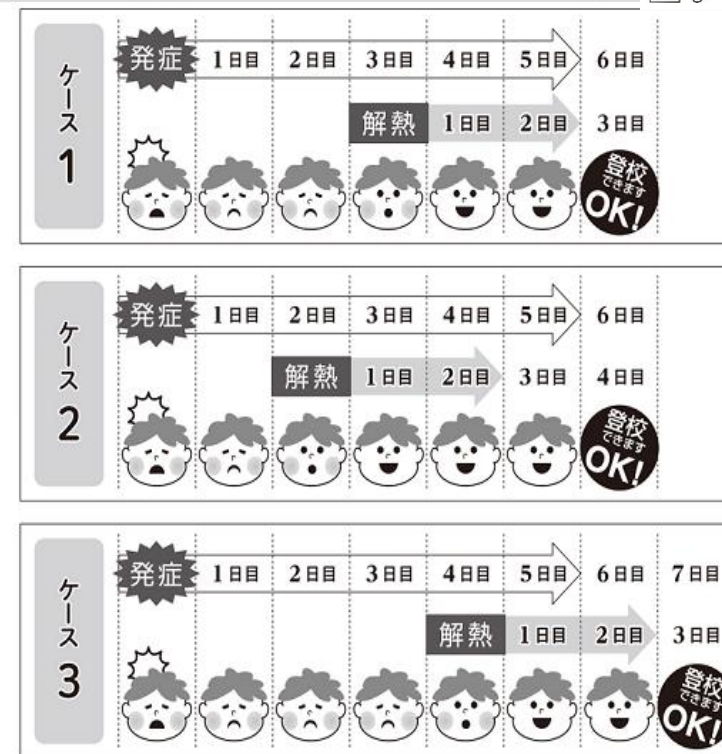 ケース1
発症 1日目 2日目 3日目 4日目 5日目 6日目
解熱 1日目 2日目 3日目
登校
できます
OK!
ケース2
発症 1日目 2日目 3日目 4日目 5日目 6日目
解熱 1日目 2日目 3日目 4日目
登校
できます
OK!
ケース3
発症 1日目 2日目 3日目 4日目 5日目 6日目 7日目
解熱 1日目 2日目 3日目
登校
できます
OK!